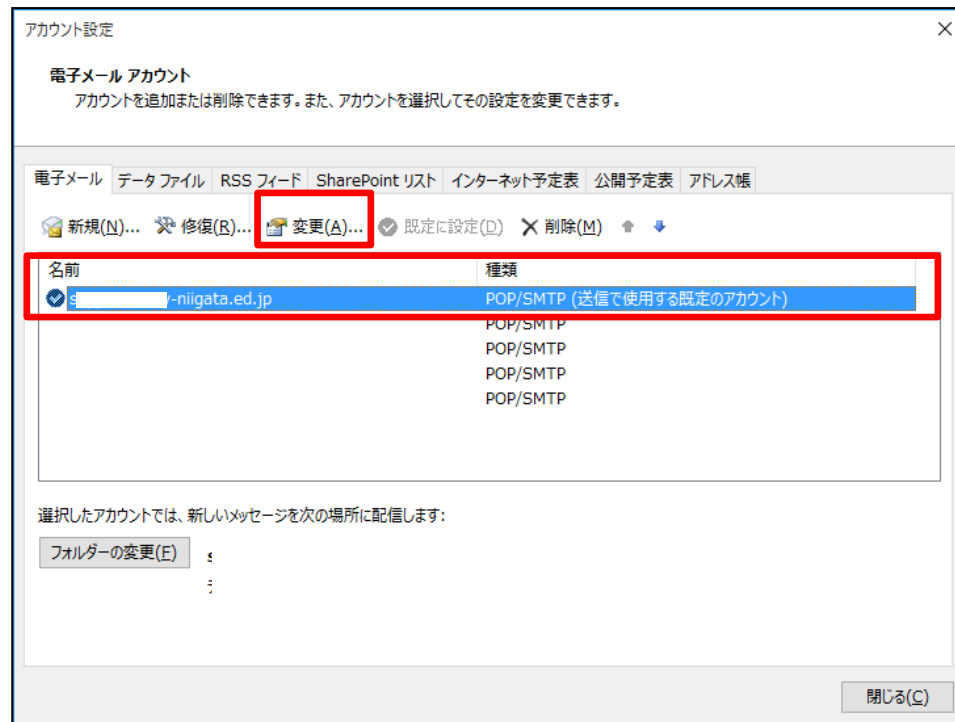 アカウント設定
電子メール アカウント
アカウントを追加または削除できます。また、アカウントを選択してその設定を変更できます。
電子メール データ ファイル RSS フィード SharePoint リスト インターネット予定表 公開予定表 アドレス帳
新規(N)... 修復(R)... 変更(A)... 既定に設定(D) 削除(M)
名前 種類
s -niigata.ed.jp POP/SMTP (送信で使用する既定のアカウント)
POP/SMTP
POP/SMTP
POP/SMTP
POP/SMTP
選択したアカウントでは、新しいメッセージを次の場所に配信します:
フォルダーの変更(F)
閉じる(C)